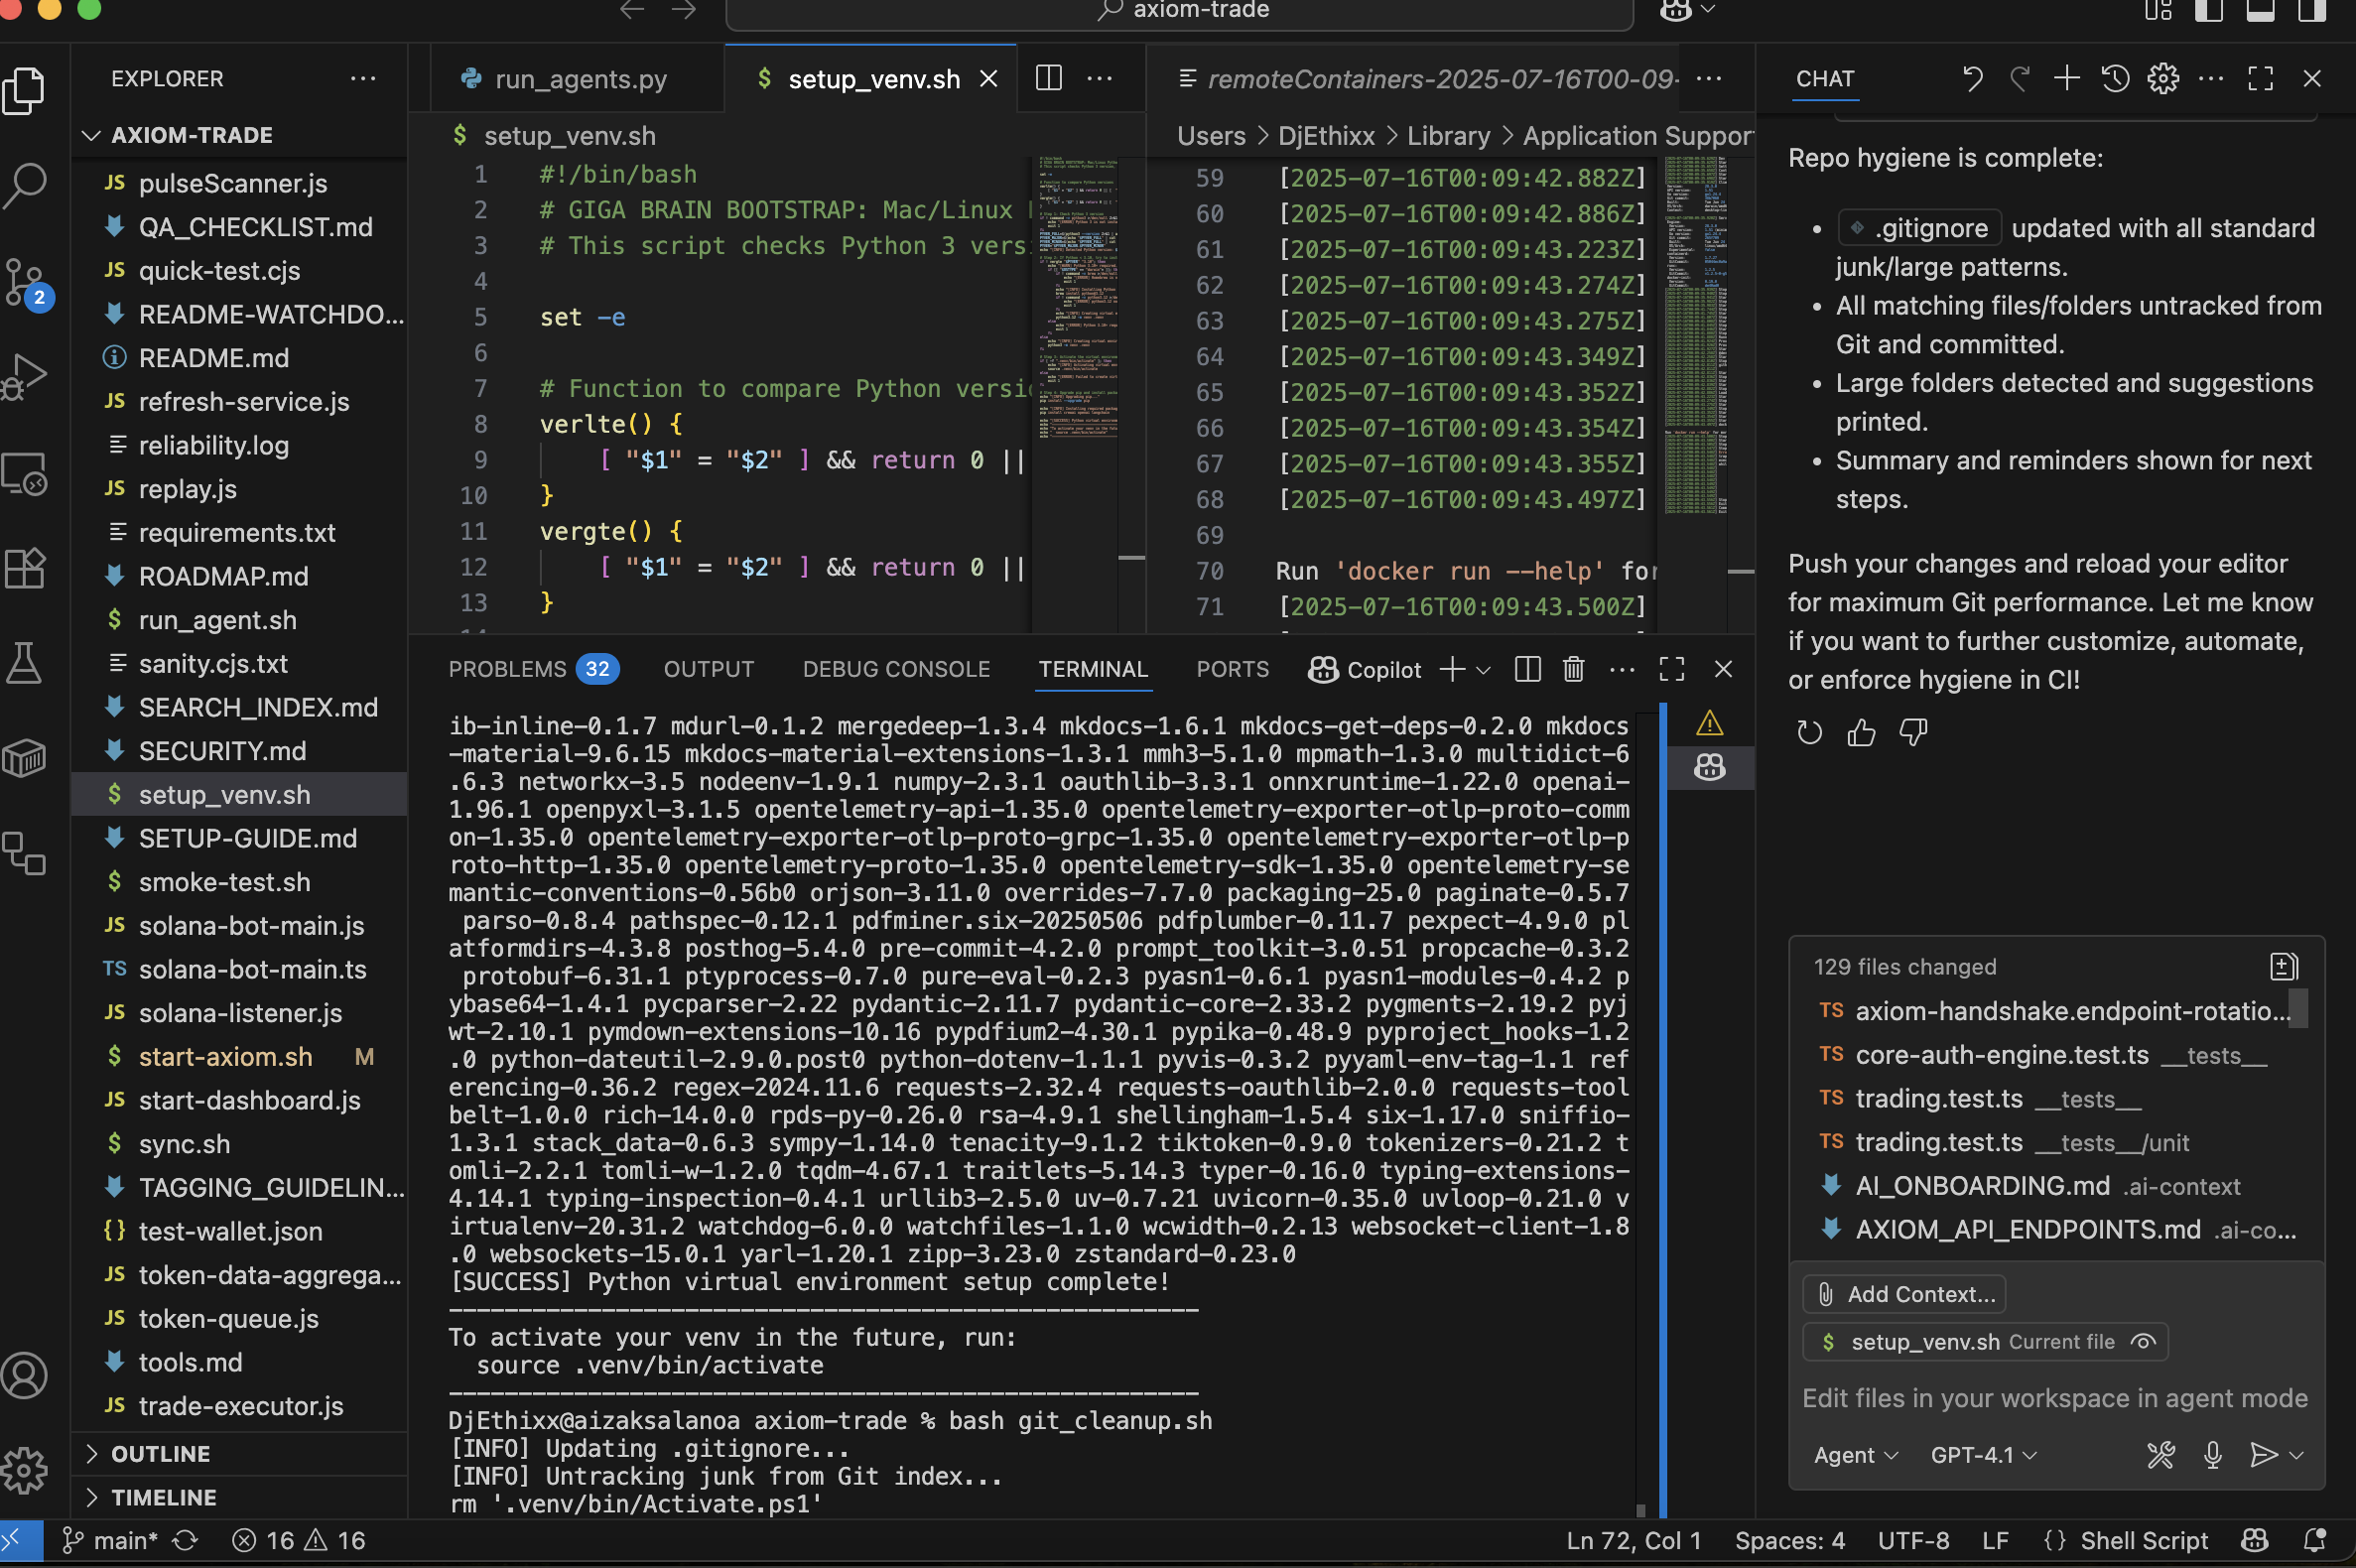 axiom-trade
EXPLORER
AXIOM-TRADE
pulseScanner.js
QA_CHECKLIST.md
quick-test.cjs
README-WATCHDO...
README.md
refresh-service.js
reliability.log
replay.js
requirements.txt
ROADMAP.md
run_agent.sh
sanity.cjs.txt
SEARCH_INDEX.md
SECURITY.md
setup_venv.sh
SETUP-GUIDE.md
smoke-test.sh
solana-bot-main.js
solana-bot-main.ts
solana-listener.js
start-axiom.sh M
start-dashboard.js
sync.sh
TAGGING_GUIDELIN...
test-wallet.json
token-data-aggrega...
token-queue.js
tools.md
trade-executor.js
OUTLINE
TIMELINE
2
run_agents.py
$ setup_venv.sh
$ setup_venv.sh
1 #!/bin/bash
2 # GIGA BRAIN BOOTSTRAP: Mac/Linux
3 # This script checks Python 3 versi
4
5 set -e
6
7 # Function to compare Python versio
8 verlte() {
9 [ "$1" = "$2" ] && return 0 ||
10 }
11 vergte() {
12 [ "$1" = "$2" ] && return 0 ||
13 }
remoteContainers-2025-07-16T00-09-
Users > DjEthixx > Library > Application Support
59 [2025-07-16T00:09:42.882Z]
60 [2025-07-16T00:09:42.886Z]
61 [2025-07-16T00:09:43.223Z]
62 [2025-07-16T00:09:43.274Z]
63 [2025-07-16T00:09:43.275Z]
64 [2025-07-16T00:09:43.349Z]
65 [2025-07-16T00:09:43.352Z]
66 [2025-07-16T00:09:43.354Z]
67 [2025-07-16T00:09:43.355Z]
68 [2025-07-16T00:09:43.497Z]
69
70 Run 'docker run --help' for
71 [2025-07-16T00:09:43.500Z]
PROBLEMS 32 OUTPUT DEBUG CONSOLE TERMINAL PORTS Copilot
ib-inline-0.1.7 mdurl-0.1.2 mergedeep-1.3.4 mkdocs-1.6.1 mkdocs-get-deps-0.2.0 mkdocs
-material-9.6.15 mkdocs-material-extensions-1.3.1 mmh3-5.1.0 mpmath-1.3.0 multidict-6
.6.3 networkx-3.5 nodeenv-1.9.1 numpy-2.3.1 oauthlib-3.3.1 onnxruntime-1.22.0 openai-
1.96.1 openpyxl-3.1.5 opentelemetry-api-1.35.0 opentelemetry-exporter-otlp-proto-comm
on-1.35.0 opentelemetry-exporter-otlp-proto-grpc-1.35.0 opentelemetry-exporter-otlp-p
roto-http-1.35.0 opentelemetry-proto-1.35.0 opentelemetry-sdk-1.35.0 opentelemetry-se
mantic-conventions-0.56b0 orjson-3.11.0 overrides-7.7.0 packaging-25.0 paginate-0.5.7
parso-0.8.4 pathspec-0.12.1 pdfminer.six-20250506 pdfplumber-0.11.7 pexpect-4.9.0 pl
atformdirs-4.3.8 posthog-5.4.0 pre-commit-4.2.0 prompt_toolkit-3.0.51 propcache-0.3.2
protobuf-6.31.1 ptyprocess-0.7.0 pure-eval-0.2.3 pyasn1-0.6.1 pyasn1-modules-0.4.2 p
ybase64-1.4.1 pycparser-2.22 pydantic-2.11.7 pydantic-core-2.33.2 pygments-2.19.2 pyj
wt-2.10.1 pymdown-extensions-10.16 pypdfium2-4.30.1 pypika-0.48.9 pyproject_hooks-1.2
.0 python-dateutil-2.9.0.post0 python-dotenv-1.1.1 pyvis-0.3.2 pyyaml-env-tag-1.1 ref
erencing-0.36.2 regex-2024.11.6 requests-2.32.4 requests-oauthlib-2.0.0 requests-tool
belt-1.0.0 rich-14.0.0 rpds-py-0.26.0 rsa-4.9.1 shellingham-1.5.4 six-1.17.0 sniffio-
1.3.1 stack_data-0.6.3 sympy-1.14.0 tenacity-9.1.2 tiktoken-0.9.0 tokenizers-0.21.2 t
omli-2.2.1 tomli-w-1.2.0 tqdm-4.67.1 traitlets-5.14.3 typer-0.16.0 typing-extensions-
4.14.1 typing-inspection-0.4.1 urllib3-2.5.0 uv-0.7.21 uvicorn-0.35.0 uvloop-0.21.0 v
irtualenv-20.31.2 watchdog-6.0.0 watchfiles-1.1.0 wcwidth-0.2.13 websocket-client-1.8
.0 websockets-15.0.1 yarl-1.20.1 zipp-3.23.0 zstandard-0.23.0
[SUCCESS] Python virtual environment setup complete!
------------------------------------------------------
To activate your venv in the future, run:
source .venv/bin/activate
------------------------------------------------------
DjEthixx@aizaksalanoa axiom-trade % bash git_cleanup.sh
[INFO] Updating .gitignore...
[INFO] Untracking junk from Git index...
rm '.venv/bin/Activate.ps1'
CHAT
Repo hygiene is complete:
• .gitignore updated with all standard
junk/large patterns.
• All matching files/folders untracked from
Git and committed.
• Large folders detected and suggestions
printed.
• Summary and reminders shown for next
steps.
Push your changes and reload your editor
for maximum Git performance. Let me know
if you want to further customize, automate,
or enforce hygiene in CI!
129 files changed
TS axiom-handshake.endpoint-rotatio...
TS core-auth-engine.test.ts __tests__
TS trading.test.ts __tests__
TS trading.test.ts __tests__/unit
AI_ONBOARDING.md .ai-context
AXIOM_API_ENDPOINTS.md .ai-co...
Add Context...
$ setup_venv.sh Current file
Edit files in your workspace in agent mode
Agent GPT-4.1
main* 16 16
Ln 72, Col 1 Spaces: 4 UTF-8 LF {} Shell Script